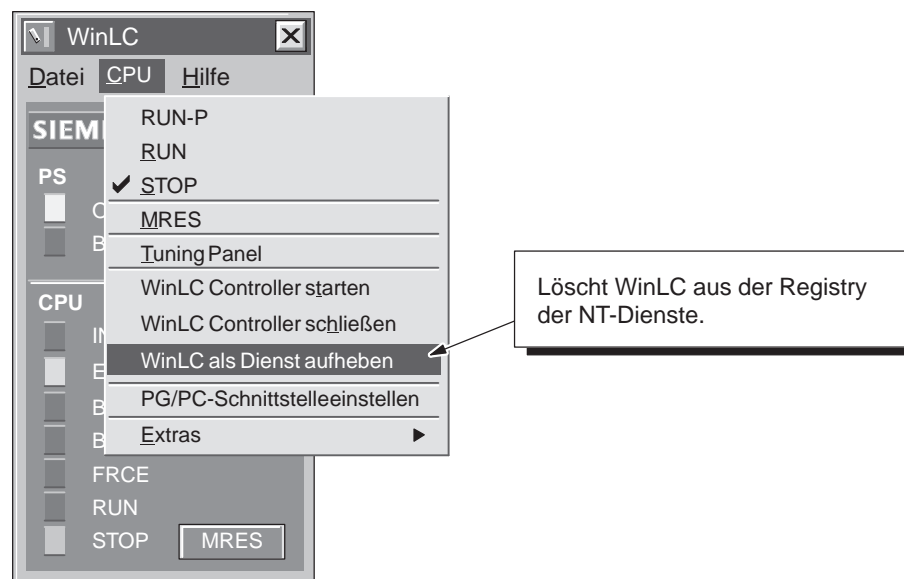 WinLC
Datei CPU Hilfe
RUN-P
RUN
STOP
MRES
Tuning Panel
WinLC Controller starten
WinLC Controller schließen
WinLC als Dienst aufheben
PG/PC-Schnittstelleeinstellen
Extras
PS
CPU
FRCE
RUN
STOP MRES
Löscht WinLC aus der Registry
der NT-Dienste.